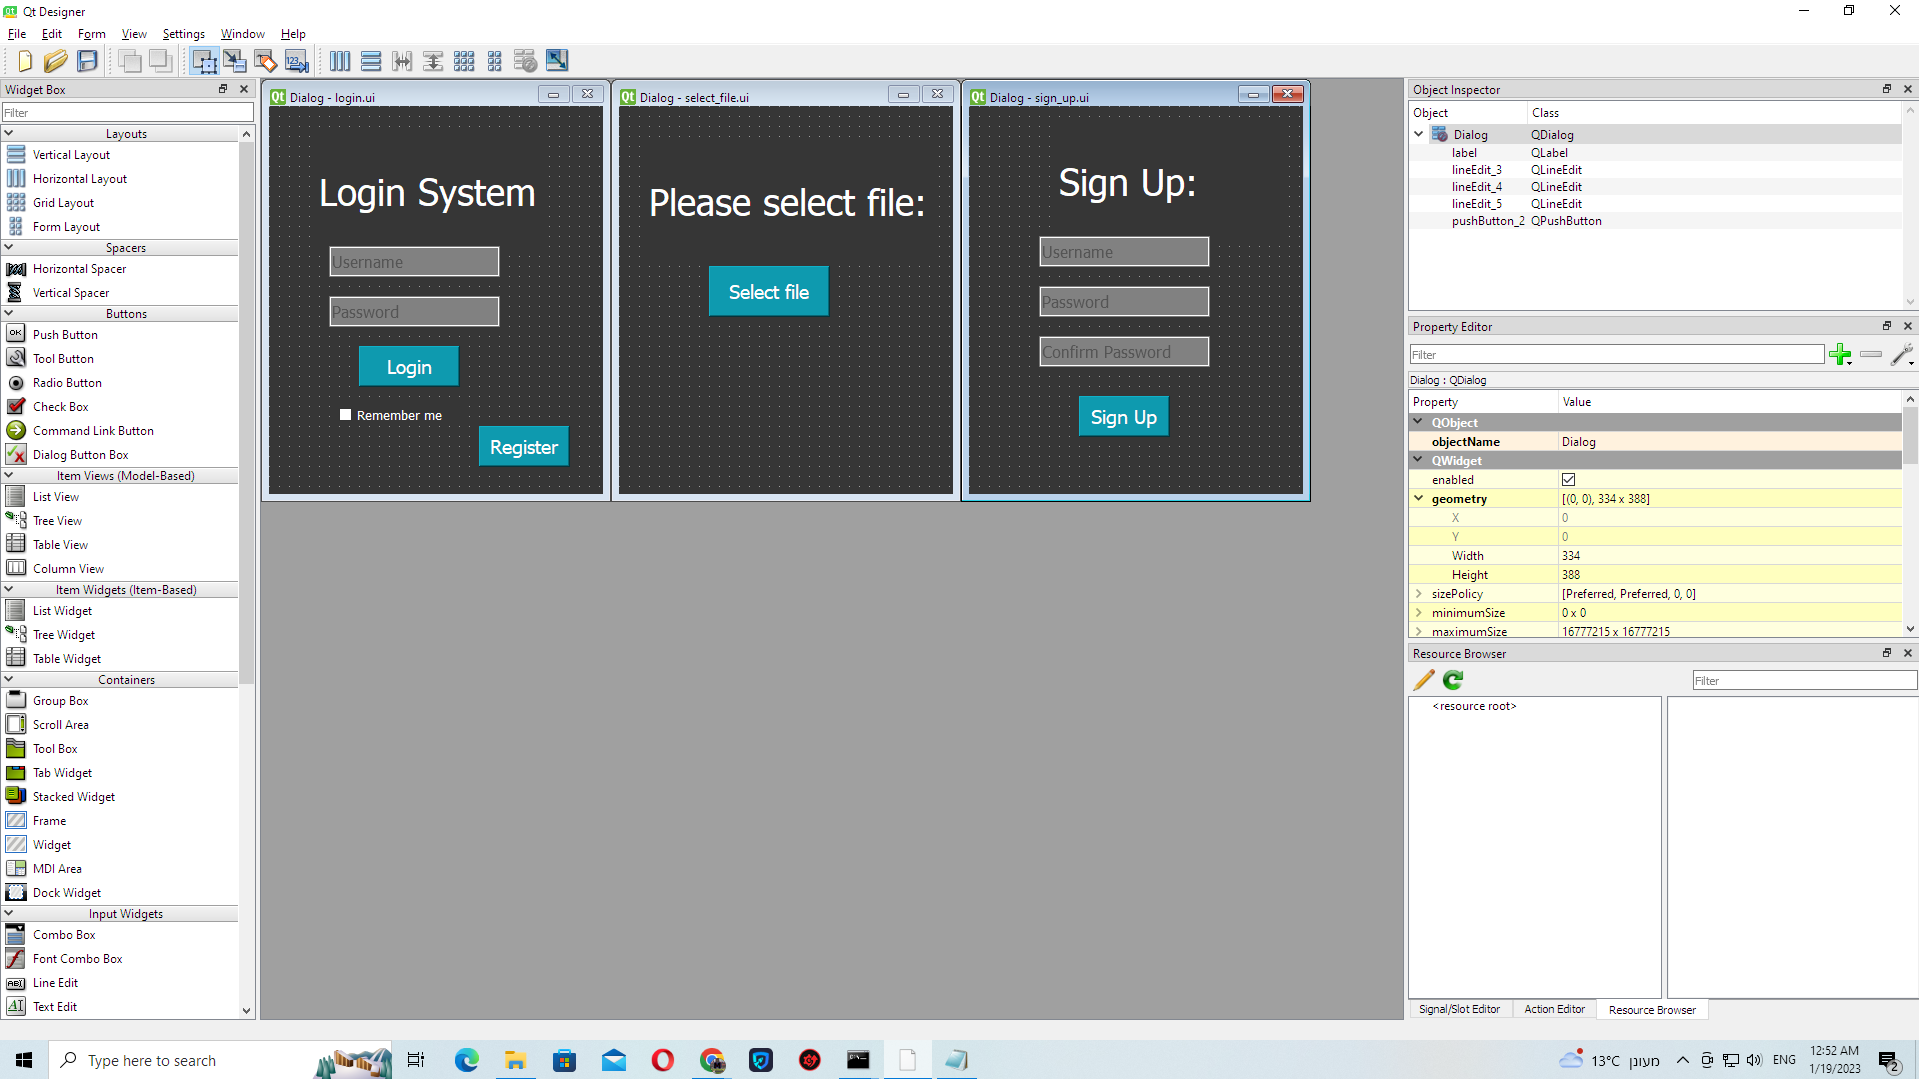 Qt Designer
File Edit Form View Settings Window Help
Widget Box
Filter
Layouts
Vertical Layout
Horizontal Layout
Grid Layout
Form Layout
Spacers
Horizontal Spacer
Vertical Spacer
Buttons
Push Button
Tool Button
Radio Button
Check Box
Command Link Button
Dialog Button Box
Item Views (Model-Based)
List View
Tree View
Table View
Column View
Item Widgets (Item-Based)
List Widget
Tree Widget
Table Widget
Containers
Group Box
Scroll Area
Tool Box
Tab Widget
Stacked Widget
Frame
Widget
MDI Area
Dock Widget
Input Widgets
Combo Box
Font Combo Box
Line Edit
Text Edit
Qt Dialog - login.ui
Login System
Username
Password
Login
Remember me
Register
Qt Dialog - select_file.ui
Please select file:
Select file
Qt Dialog - sign_up.ui
Sign Up:
Username
Password
Confirm Password
Sign Up
Object Inspector
Object Class
Dialog QDialog
label QLabel
lineEdit_3 QLineEdit
lineEdit_4 QLineEdit
lineEdit_5 QLineEdit
pushButton_2 QPushButton
Property Editor
Filter
Dialog : QDialog
Property Value
QObject
objectName Dialog
QWidget
enabled
geometry [(0, 0), 334 x 388]
X 0
Y 0
Width 334
Height 388
sizePolicy [Preferred, Preferred, 0, 0]
minimumSize 0 x 0
maximumSize 16777215 x 16777215
Resource Browser
Filter
<resource root>
Signal/Slot Editor Action Editor Resource Browser
Type here to search
13°C מעונן
ENG
12:52 AM
1/19/2023
2